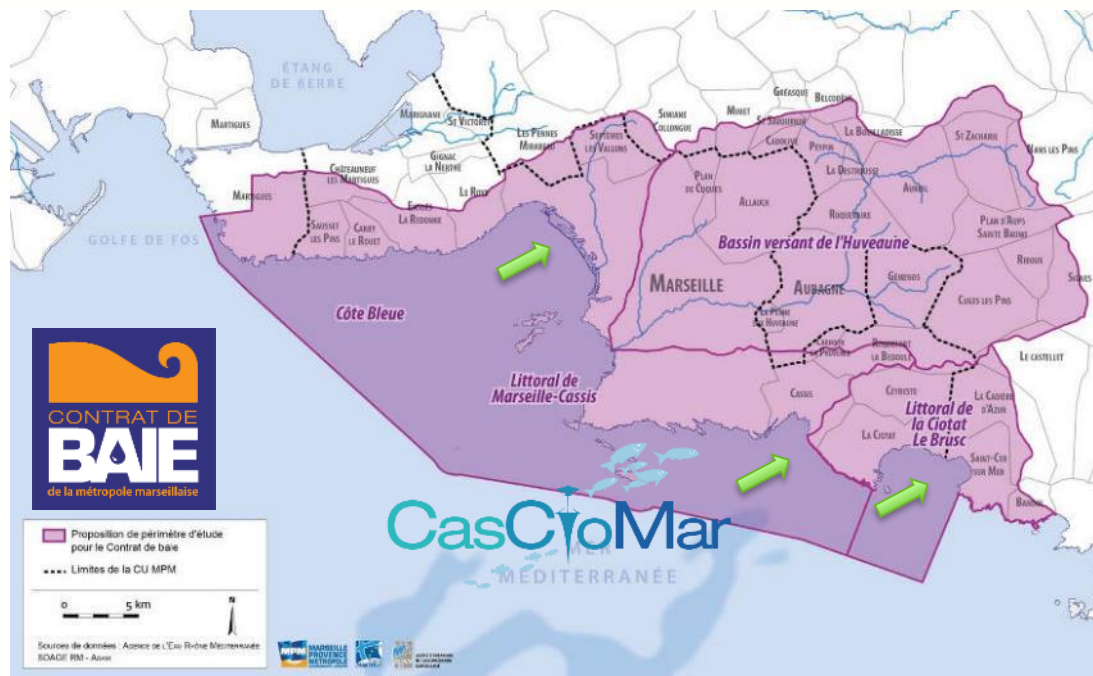 ÉTANG
DE BERRE
MARTIGUES
MARIGNANE
ST VICTORET
LES PENNES
MIRABEAU
SEPTÈMES
LES VALLONS
SIMIANE
COLLONGUE
MIMET
GRÉASQUE
BELCODÈNE
ST SAVOURNIN
CADOLIVE
PEYPIN
LA BOUILLADISSE
LA DESTROUSSE
ST ZACHARIE
NANS LES PINS
AURIOL
GIGNAC
LA NERTHE
CHÂTEAUNEUF
LES MARTIGUES
LE ROVE
MARTIGUES
LA REDONNE
SAUSSET
LES PINS
CARRY
LE ROUET
PLAN
DE CUQUES
ALLAUCH
ROQUEVAIRE
PLAN D'AUPS
SAINTE BAUME
RIBOUX
SIGNES
GOLFE DE FOS
Bassin versant de l'Huveaune
MARSEILLE
AUBAGNE
GÉMENOS
CUGES LES PINS
LA PENNE
SUR HUVEAUNE
Côte Bleue
CARNOUX
LA BEDOULE
LE CASTELLET
Littoral de
Marseille-Cassis
CASSIS
CEYRESTE
LA CADIÈRE
D'AZUR
Littoral de
la Ciotat
Le Brusc
LA CIOTAT
SAINT-CYR
SUR MER
BANDOL
CONTRAT DE
BAIE
de la métropole marseillaise
CasCioMar
MER
MÉDITERRANÉE
Proposition de périmètre d'étude
pour le Contrat de baie
Limites de la CU MPM
0 5 km
N
Sources de données : AGENCE DE L'EAU RHÔNE MÉDITERRANÉE
SDAGE RM -
MPM
MARSEILLE
PROVENCE
MÉTROPOLE